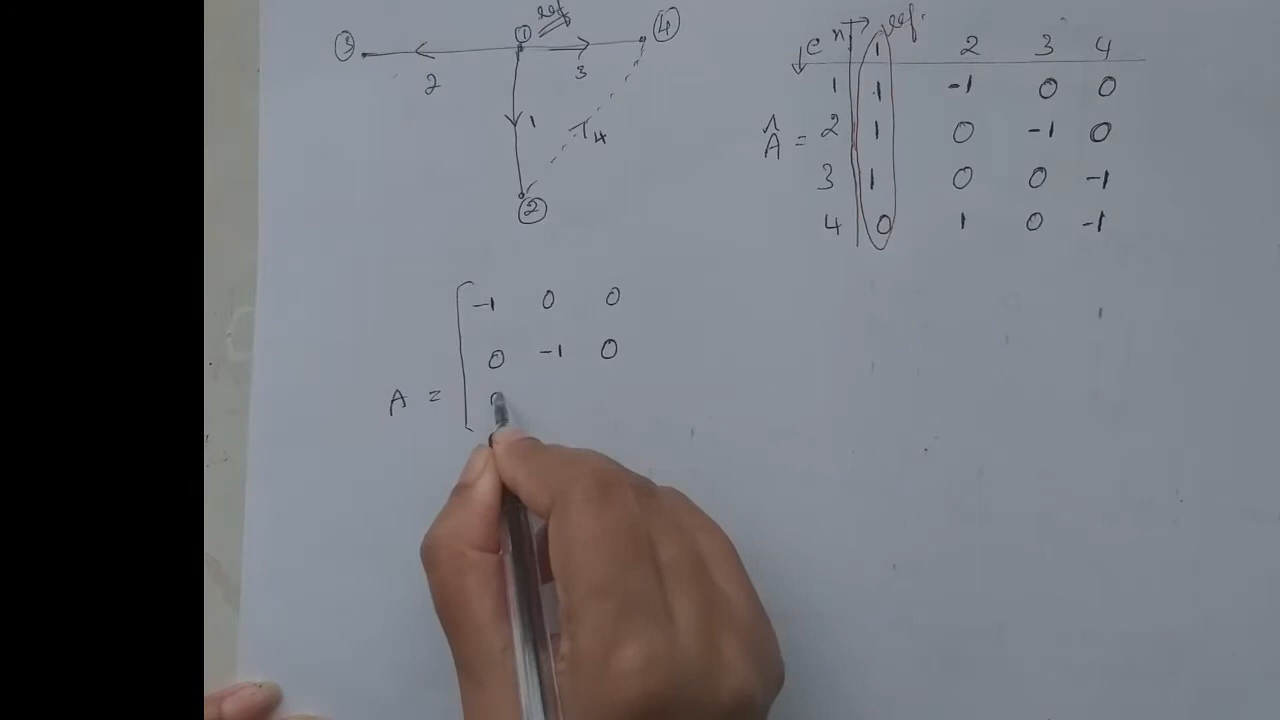 ① ref
③ ④
2 3
1
4
②
↓e n→ 1 ref. 2 3 4
1 1 -1 0 0
Â = 2 1 0 -1 0
3 1 0 0 -1
4 0 1 0 -1
-1 0 0
0 -1 0
A = 0